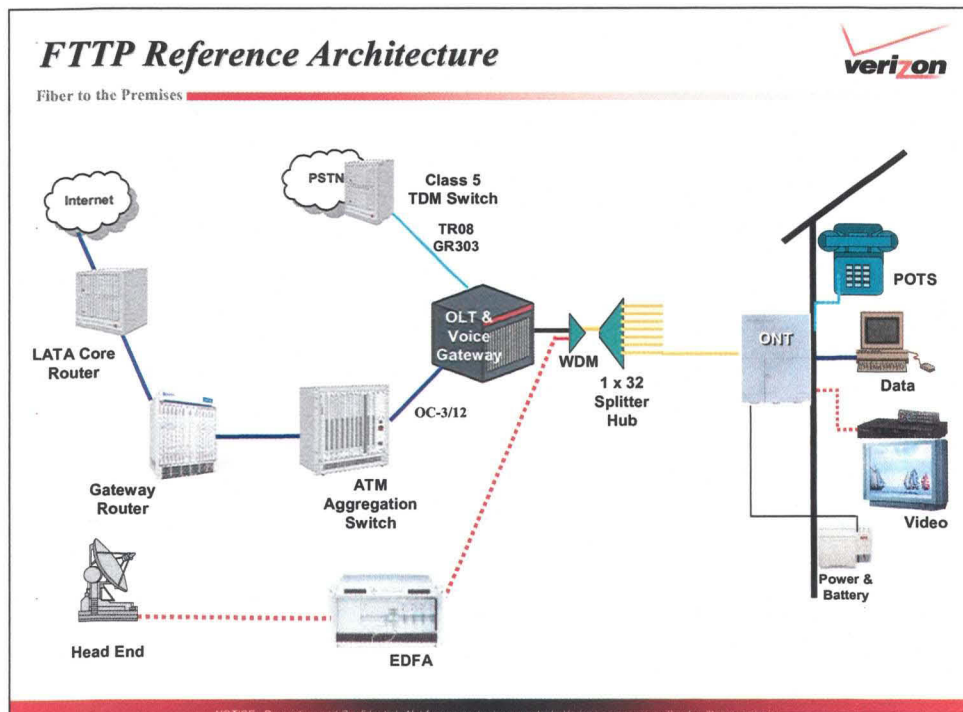 FTTP Reference Architecture
verizon
Fiber to the Premises
PSTN
Class 5
TDM Switch
Internet
TR08
GR303
POTS
LATA Core
Router
OLT &
Voice
Gateway
WDM
ONT
1 x 32
Splitter
Hub
Data
OC-3/12
Gateway
Router
ATM
Aggregation
Switch
Video
Power &
Battery
Head End
EDFA